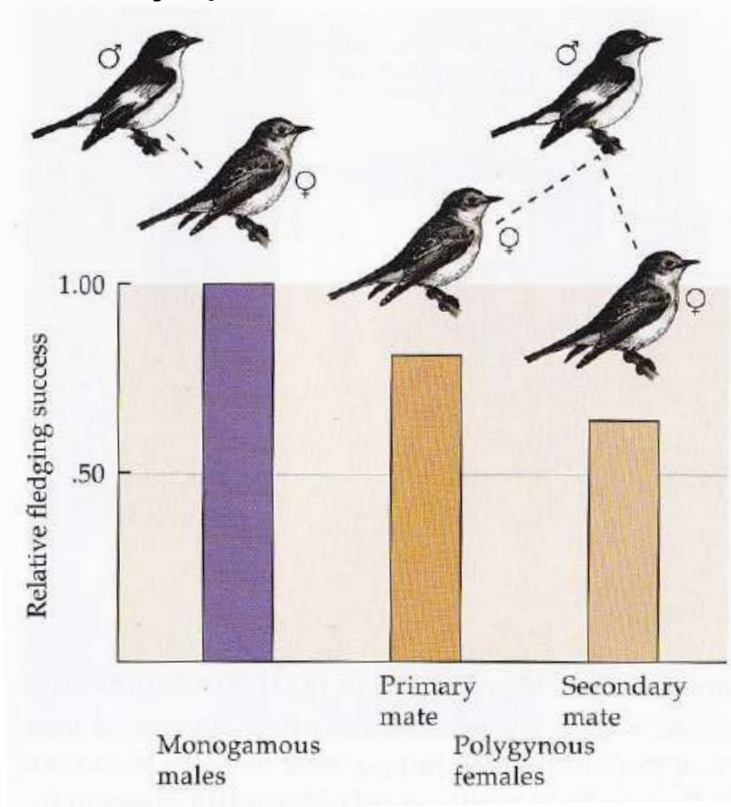 ♂
♂
♀
♀
♀
1.00
.50
Relative fledging success
Primary
mate
Secondary
mate
Monogamous
males
Polygynous
females